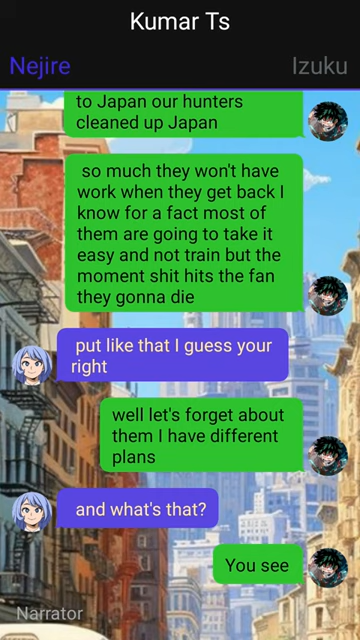 Kumar Ts
Nejire
Izuku
to Japan our hunters
cleaned up Japan
so much they won't have
work when they get back I
know for a fact most of
them are going to take it
easy and not train but the
moment shit hits the fan
they gonna die
put like that I guess your
right
well let's forget about
them I have different
plans
and what's that?
You see
Narrator